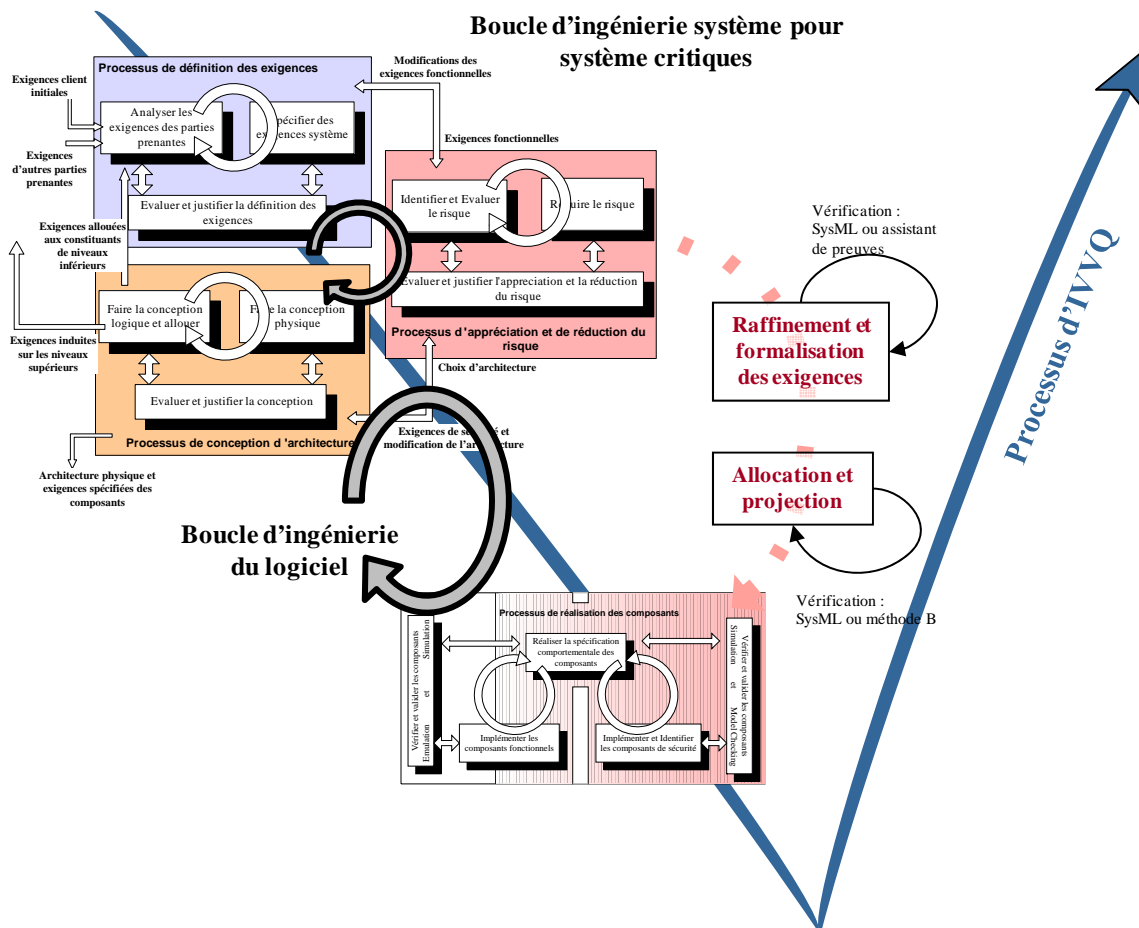 Boucle d'ingénierie système pour
système critiques
Processus de définition des exigences
Exigences client
initiales
Analyser les
exigences des parties
prenantes
pécifier des
exigences système
Exigences
d'autres parties
prenantes
Evaluer et justifier la définition des
exigences
Modifications des
exigences fonctionnelles
Exigences fonctionnelles
Identifier et Evaluer
le risque
Réduire le risque
Evaluer et justifier l'appreciation et la réduction
du risque
Processus d'appréciation et de réduction du
risque
Exigences allouées
aux constituants
de niveaux
inférieurs
Faire la conception
logique et allouer
Faire la conception
physique
Exigences induites
sur les niveaux
supérieurs
Evaluer et justifier la conception
Processus de conception d 'architecture
Choix d'architecture
Exigences de sécurité et
modification de l'architecture
Architecture physique et
exigences spécifiées des
composants
Boucle d'ingénierie
du logiciel
Vérification :
SysML ou assistant
de preuves
Raffinement et
formalisation
des exigences
Allocation et
projection
Vérification :
SysML ou méthode B
Processus d'IVVQ
Processus de réalisation des composants
Vérifier et valider les composants
Emulation et Simulation
Réaliser la spécification
comportementale des
composants
Implémenter les
composants fonctionnels
Implémenter et Identifier
les composants de sécurité
Vérifier et valider les composants
Simulation et Model Checking